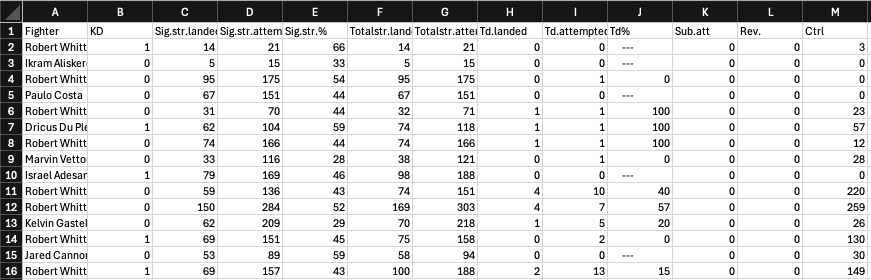 A B C D E F G H I J K L M
1 Fighter KD Sig.str.landed Sig.str.attem Sig.str.% Totalstr.land Totalstr.atter Td.landed Td.attempted Td% Sub.att Rev. Ctrl
2 Robert Whitt 1 14 21 66 14 21 0 0 --- 0 0 3
3 Ikram Alisker 0 5 15 33 5 15 0 0 --- 0 0 0
4 Robert Whitt 0 95 175 54 95 175 0 1 0 0 0 0
5 Paulo Costa 0 67 151 44 67 151 0 0 --- 0 0 0
6 Robert Whitt 0 31 70 44 32 71 1 1 100 0 0 23
7 Dricus Du Ple 1 62 104 59 74 118 1 1 100 0 0 57
8 Robert Whitt 0 74 166 44 74 166 1 1 100 0 0 12
9 Marvin Vetto 0 33 116 28 38 121 0 1 0 0 0 28
10 Israel Adesar 1 79 169 46 98 188 0 0 --- 0 0 0
11 Robert Whitt 0 59 136 43 74 151 4 10 40 0 0 220
12 Robert Whitt 0 150 284 52 169 303 4 7 57 0 0 259
13 Kelvin Gastel 0 62 209 29 70 218 1 5 20 0 0 26
14 Robert Whitt 1 69 151 45 75 158 0 2 0 0 0 130
15 Jared Cannor 0 53 89 59 58 94 0 0 --- 0 0 30
16 Robert Whitt 1 69 157 43 100 188 2 13 15 0 0 149